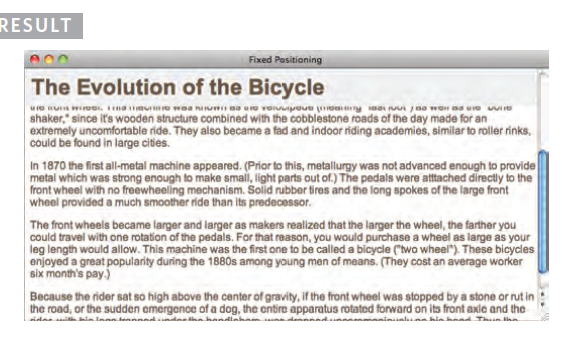 RESULT
Fixed Positioning
The Evolution of the Bicycle
the front wheel. This machine was known as the velocipede (meaning "fast foot") as well as the "bone
shaker," since it's wooden structure combined with the cobblestone roads of the day made for an
extremely uncomfortable ride. They also became a fad and indoor riding academies, similar to roller rinks,
could be found in large cities.
In 1870 the first all-metal machine appeared. (Prior to this, metallurgy was not advanced enough to provide
metal which was strong enough to make small, light parts out of.) The pedals were atttached directly to the
front wheel with no freewheeling mechanism. Solid rubber tires and the long spokes of the large front
wheel provided a much smoother ride than its predecessor.
The front wheels became larger and larger as makers realized that the larger the wheel, the farther you
could travel with one rotation of the pedals. For that reason, you would purchase a wheel as large as your
leg length would allow. This machine was the first one to be called a bicycle ("two wheel"). These bicycles
enjoyed a great popularity during the 1880s among young men of means. (They cost an average worker
six month's pay.)
Because the rider sat so high above the center of gravity, if the front wheel was stopped by a stone or rut in
the road, or the sudden emergence of a dog, the entire apparatus rotated forward on its front axle and the
rider, with his legs trapped under the handlebars, was dropped unceremoniously on his head. Thus the